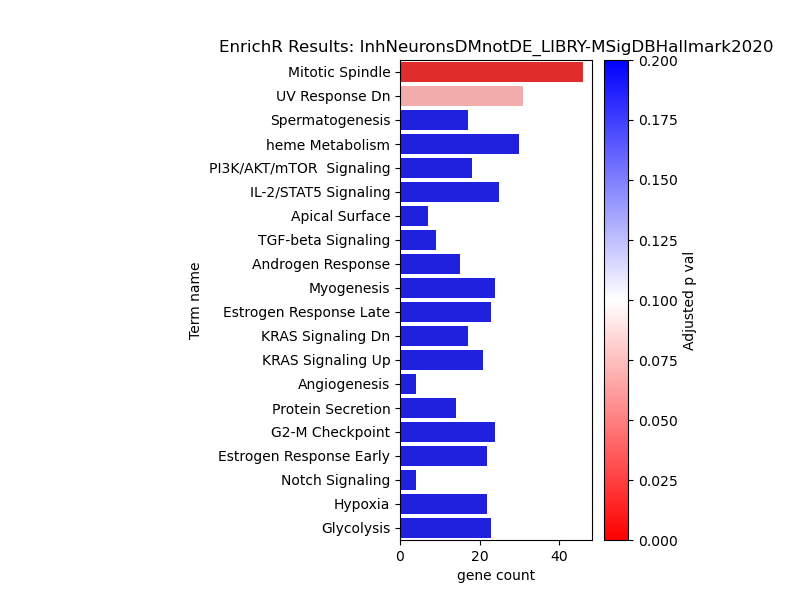 EnrichR Results: InhNeuronsDMnotDE_LIBRY-MSigDBHallmark2020
Term name
Mitotic Spindle
UV Response Dn
Spermatogenesis
heme Metabolism
PI3K/AKT/mTOR  Signaling
IL-2/STAT5 Signaling
Apical Surface
TGF-beta Signaling
Androgen Response
Myogenesis
Estrogen Response Late
KRAS Signaling Dn
KRAS Signaling Up
Angiogenesis
Protein Secretion
G2-M Checkpoint
Estrogen Response Early
Notch Signaling
Hypoxia
Glycolysis
0 20 40
gene count
0.200
0.175
0.150
0.125
0.100
0.075
0.050
0.025
0.000
Adjusted p val